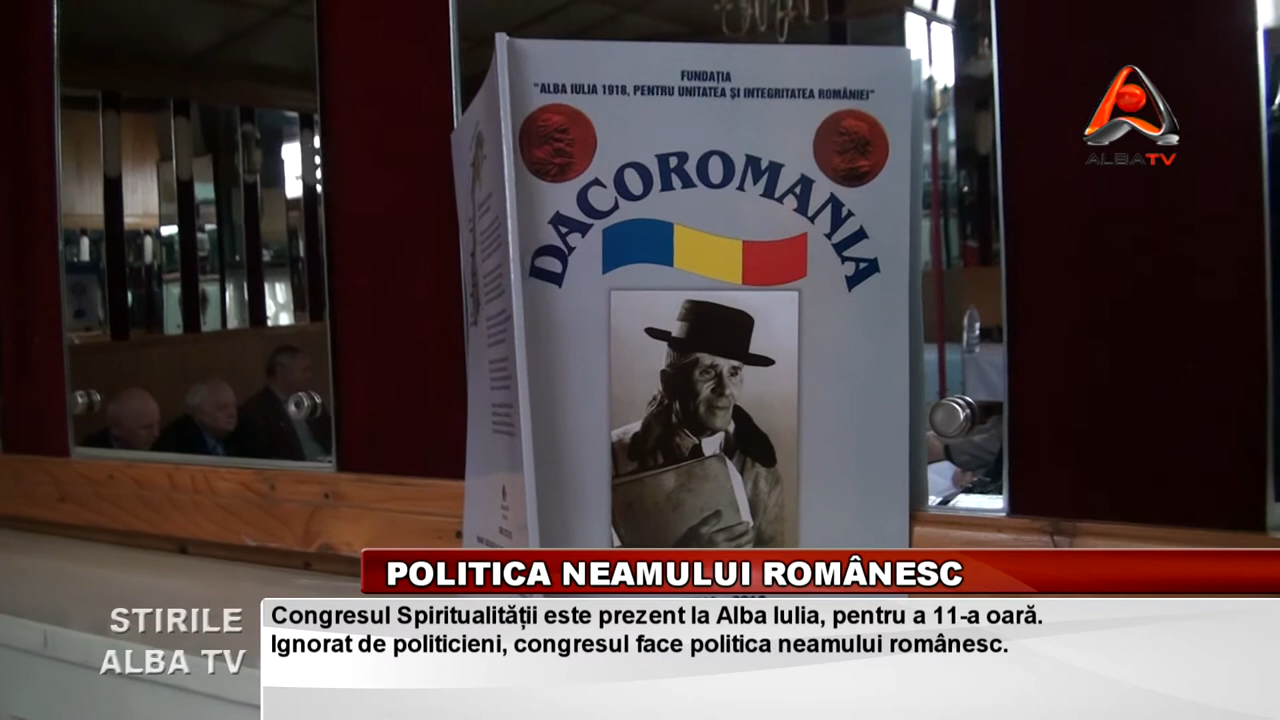 FUNDAȚIA
"ALBA IULIA 1918, PENTRU UNITATEA ȘI INTEGRITATEA ROMÂNIEI"
DACOROMANIA
ALBA TV
POLITICA NEAMULUI ROMÂNESC
STIRILE
ALBA TV
Congresul Spiritualității este prezent la Alba Iulia, pentru a 11-a oară.
Ignorat de politicieni, congresul face politica neamului românesc.